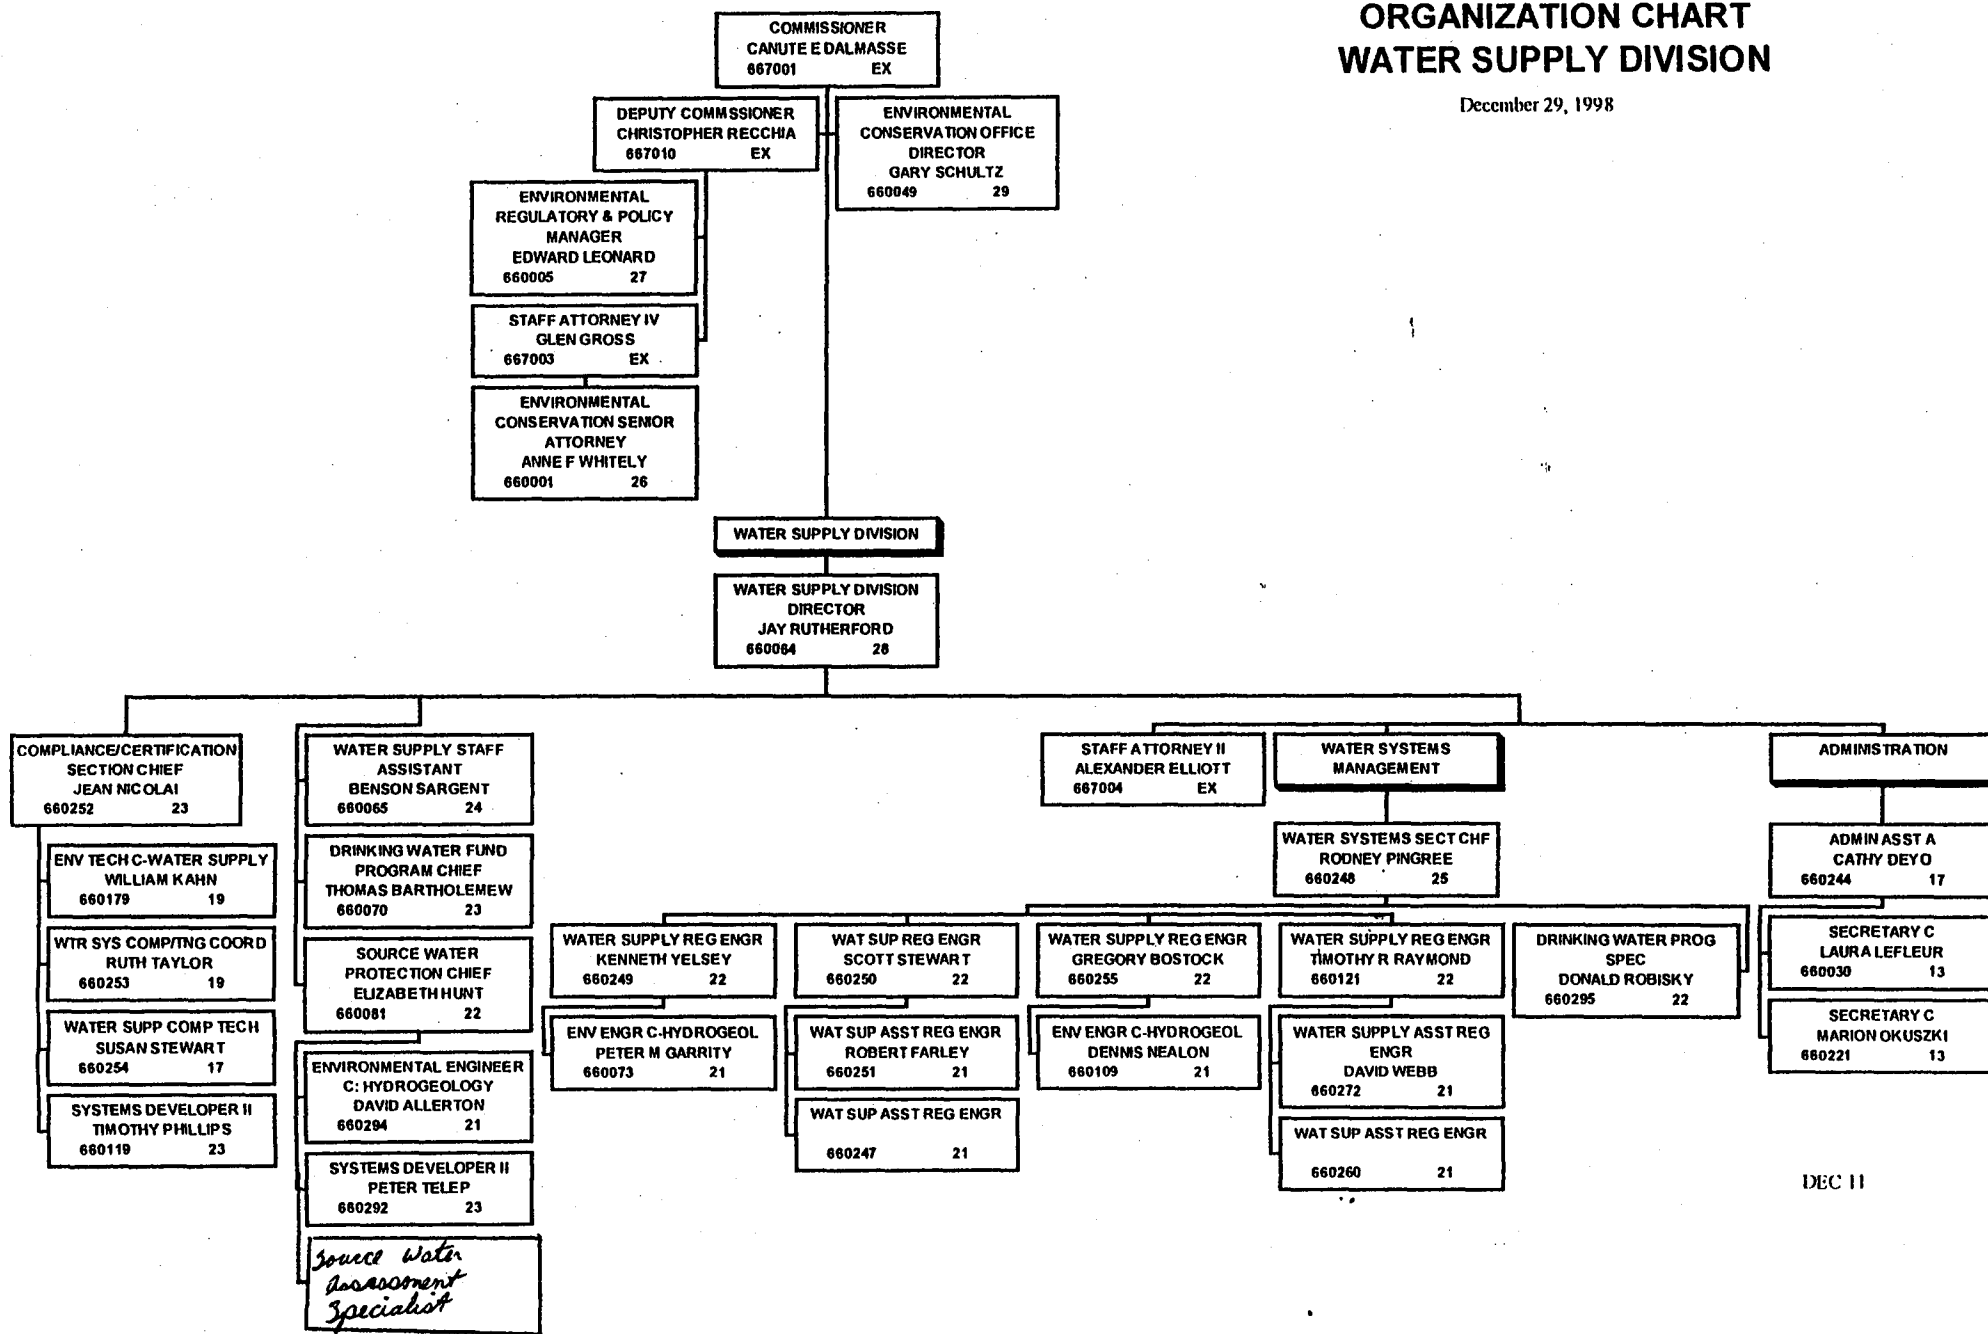 ORGANIZATION CHART
WATER SUPPLY DIVISION
December 29, 1998
COMMISSIONER
CANUTE E DALMASSE
667001 EX
DEPUTY COMMSSIONER
CHRISTOPHER RECCHIA
667010 EX
ENVIRONMENTAL
CONSERVATION OFFICE
DIRECTOR
GARY SCHULTZ
660049 29
ENVIRONMENTAL
REGULATORY & POLICY
MANAGER
EDWARD LEONARD
660005 27
STAFF ATTORNEY IV
GLEN GROSS
667003 EX
ENVIRONMENTAL
CONSERVATION SENIOR
ATTORNEY
ANNE F WHITELY
660001 26
WATER SUPPLY DIVISION
WATER SUPPLY DIVISION
DIRECTOR
JAY RUTHERFORD
660064 28
COMPLIANCE/CERTIFICATION
SECTION CHIEF
JEAN NICOLAI
660252 23
ENV TECH C-WATER SUPPLY
WILLIAM KAHN
660179 19
WTR SYS COMP/TNG COORD
RUTH TAYLOR
660253 19
WATER SUPP COMP TECH
SUSAN STEWART
660254 17
SYSTEMS DEVELOPER II
TIMOTHY PHILLIPS
660119 23
WATER SUPPLY STAFF
ASSISTANT
BENSON SARGENT
660065 24
DRINKING WATER FUND
PROGRAM CHIEF
THOMAS BARTHOLEMEW
660070 23
SOURCE WATER
PROTECTION CHIEF
ELIZABETH HUNT
660081 22
ENVIRONMENTAL ENGINEER
C: HYDROGEOLOGY
DAVID ALLERTON
660294 21
SYSTEMS DEVELOPER II
PETER TELEP
660292 23
Source Water
Assessment
Specialist
STAFF ATTORNEY II
ALEXANDER ELLIOTT
667004 EX
WATER SYSTEMS
MANAGEMENT
WATER SYSTEMS SECT CHF
RODNEY PINGREE
660248 25
WATER SUPPLY REG ENGR
KENNETH YELSEY
660249 22
ENV ENGR C-HYDROGEOL
PETER M GARRITY
660073 21
WAT SUP REG ENGR
SCOTT STEWART
660250 22
WAT SUP ASST REG ENGR
ROBERT FARLEY
660251 21
WAT SUP ASST REG ENGR
660247 21
WATER SUPPLY REG ENGR
GREGORY BOSTOCK
660255 22
ENV ENGR C-HYDROGEOL
DENNIS NEALON
660109 21
WATER SUPPLY REG ENGR
TIMOTHY R RAYMOND
660121 22
WATER SUPPLY ASST REG
ENGR
DAVID WEBB
660272 21
WAT SUP ASST REG ENGR
660260 21
DRINKING WATER PROG
SPEC
DONALD ROBISKY
660295 22
ADMINISTRATION
ADMIN ASST A
CATHY DEYO
660244 17
SECRETARY C
LAURA LEFLEUR
660030 13
SECRETARY C
MARION OKUSZKI
660221 13
DEC 11